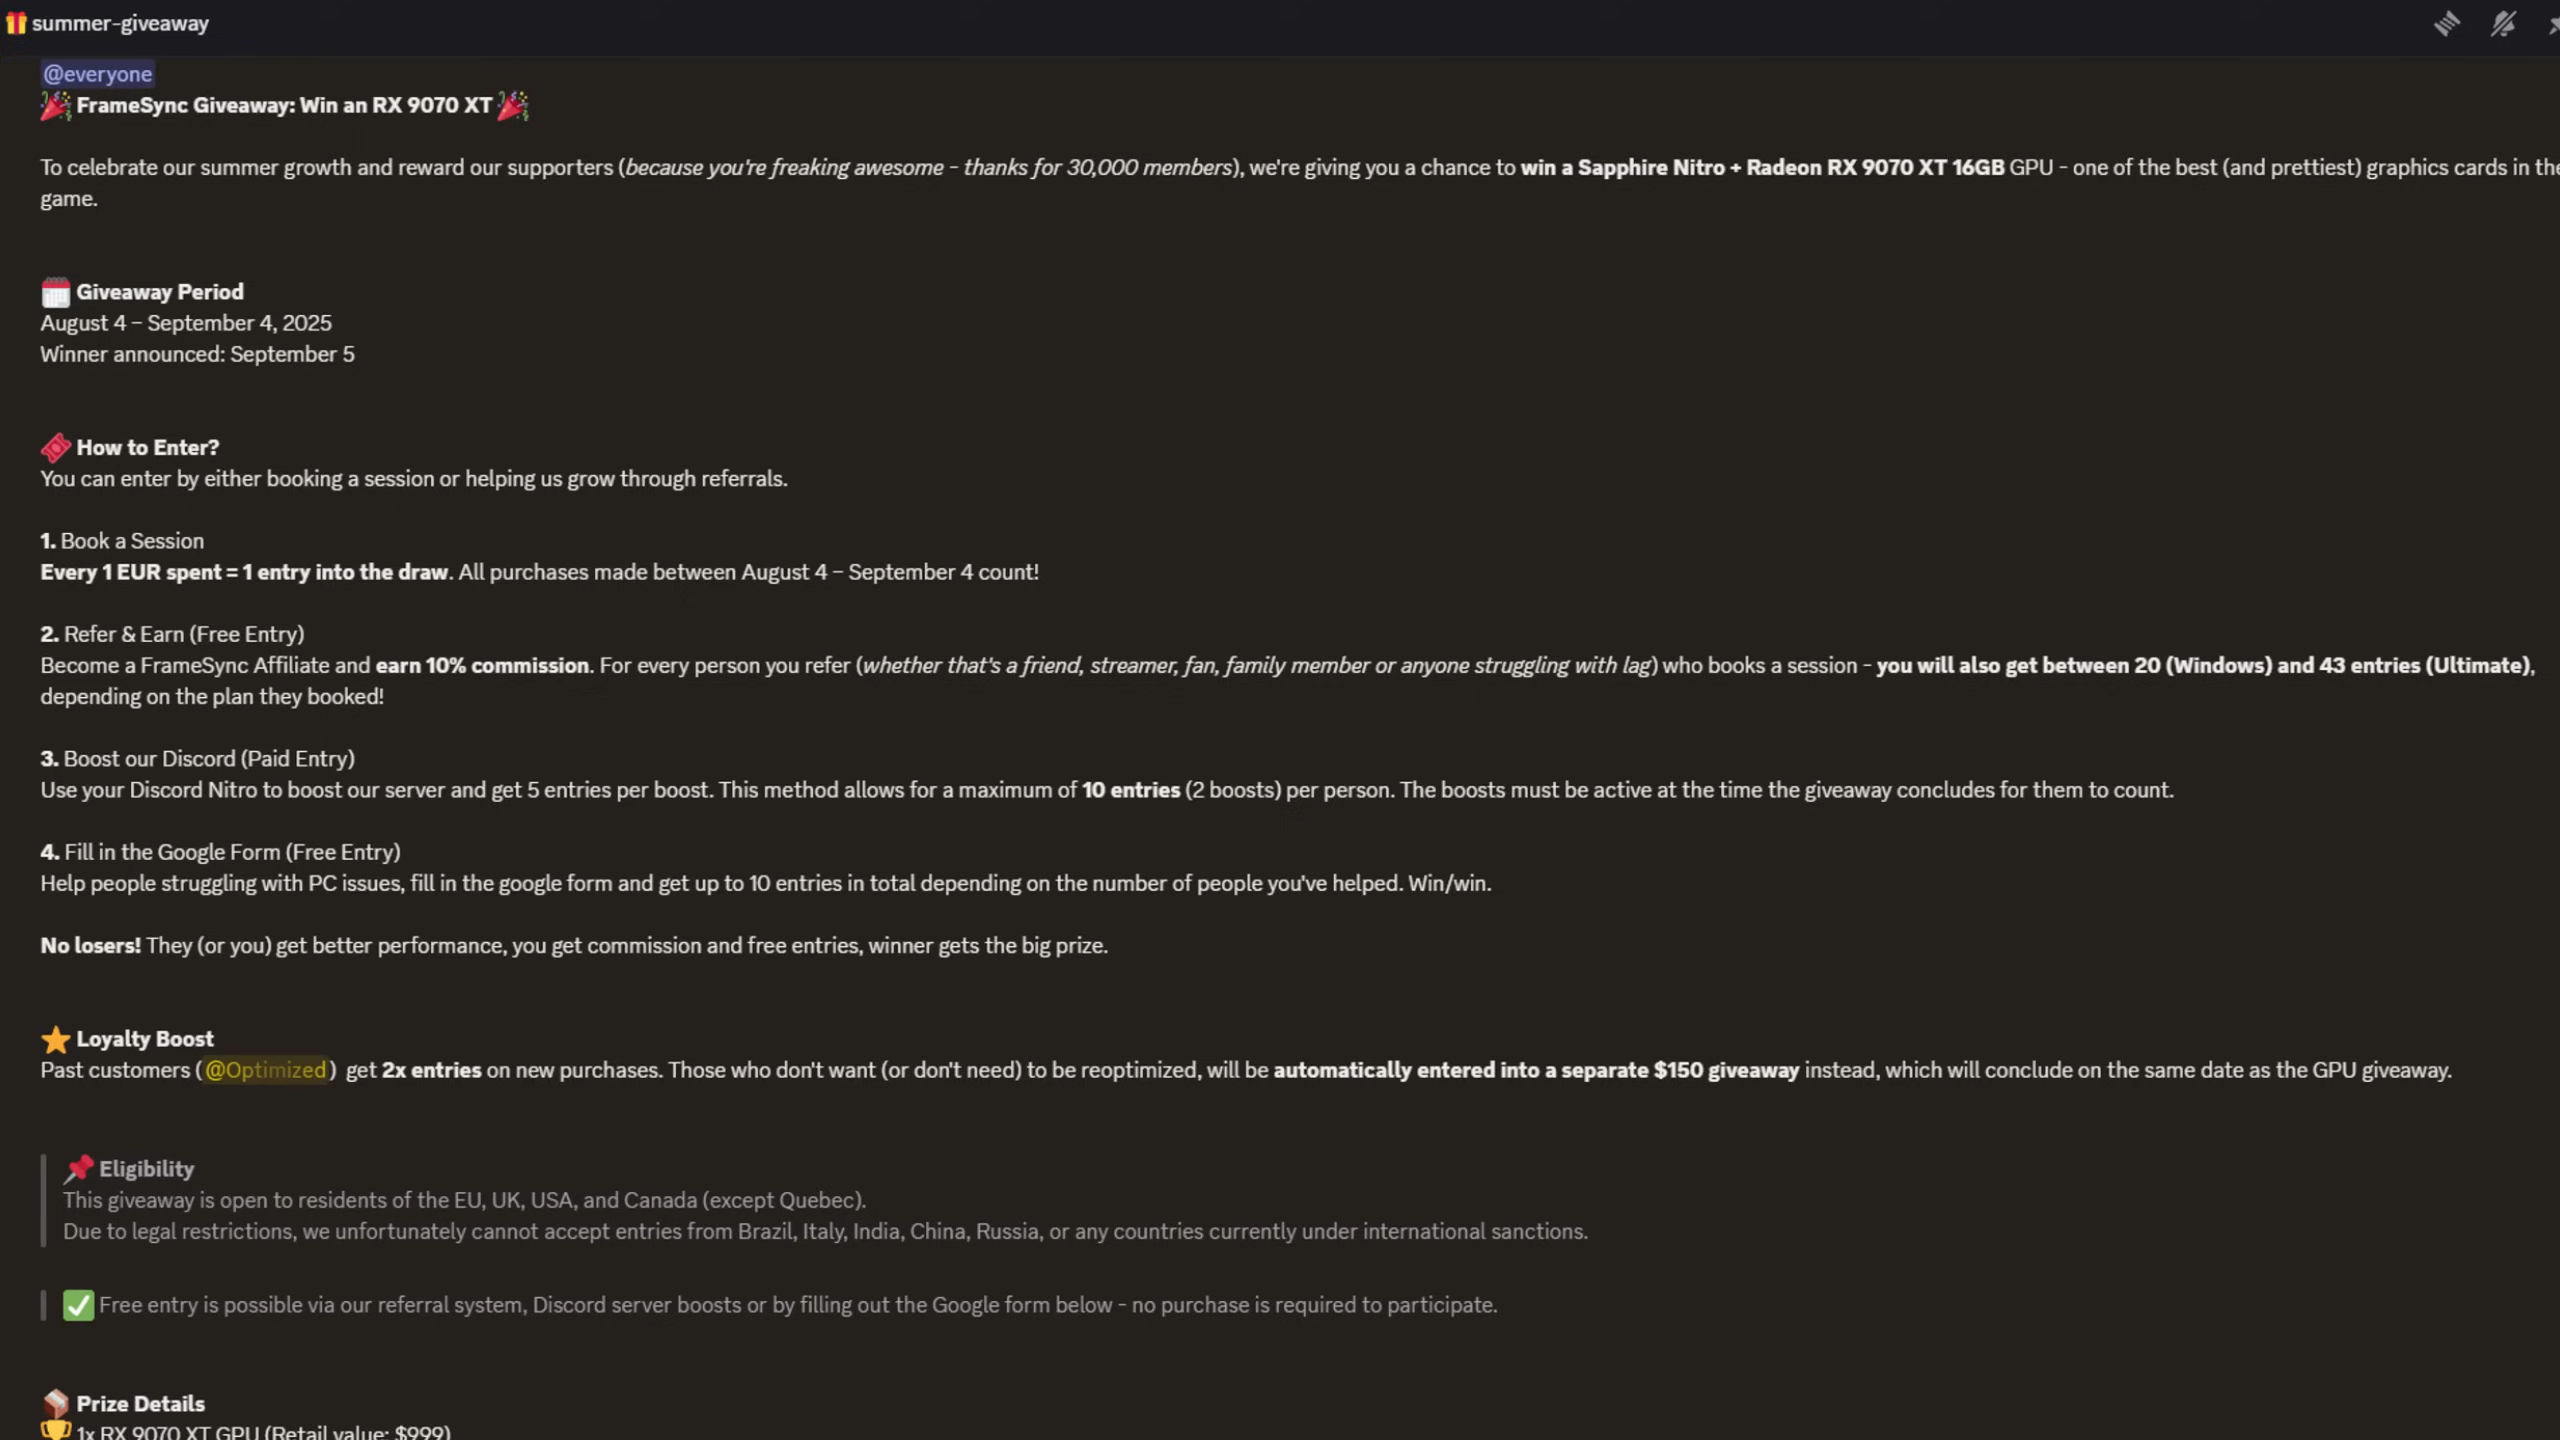 summer-giveaway
@everyone
FrameSync Giveaway: Win an RX 9070 XT
To celebrate our summer growth and reward our supporters (because you're freaking awesome - thanks for 30,000 members), we're giving you a chance to win a Sapphire Nitro + Radeon RX 9070 XT 16GB GPU - one of the best (and prettiest) graphics cards in the
game.
Giveaway Period
August 4 – September 4, 2025
Winner announced: September 5
How to Enter?
You can enter by either booking a session or helping us grow through referrals.
1. Book a Session
Every 1 EUR spent = 1 entry into the draw. All purchases made between August 4 – September 4 count!
2. Refer & Earn (Free Entry)
Become a FrameSync Affiliate and earn 10% commission. For every person you refer (whether that's a friend, streamer, fan, family member or anyone struggling with lag) who books a session - you will also get between 20 (Windows) and 43 entries (Ultimate),
depending on the plan they booked!
3. Boost our Discord (Paid Entry)
Use your Discord Nitro to boost our server and get 5 entries per boost. This method allows for a maximum of 10 entries (2 boosts) per person. The boosts must be active at the time the giveaway concludes for them to count.
4. Fill in the Google Form (Free Entry)
Help people struggling with PC issues, fill in the google form and get up to 10 entries in total depending on the number of people you've helped. Win/win.
No losers! They (or you) get better performance, you get commission and free entries, winner gets the big prize.
Loyalty Boost
Past customers (@Optimized) get 2x entries on new purchases. Those who don't want (or don't need) to be reoptimized, will be automatically entered into a separate $150 giveaway instead, which will conclude on the same date as the GPU giveaway.
Eligibility
This giveaway is open to residents of the EU, UK, USA, and Canada (except Quebec).
Due to legal restrictions, we unfortunately cannot accept entries from Brazil, Italy, India, China, Russia, or any countries currently under international sanctions.
Free entry is possible via our referral system, Discord server boosts or by filling out the Google form below - no purchase is required to participate.
Prize Details
1x RX 9070 XT GPU (Retail value: $999)